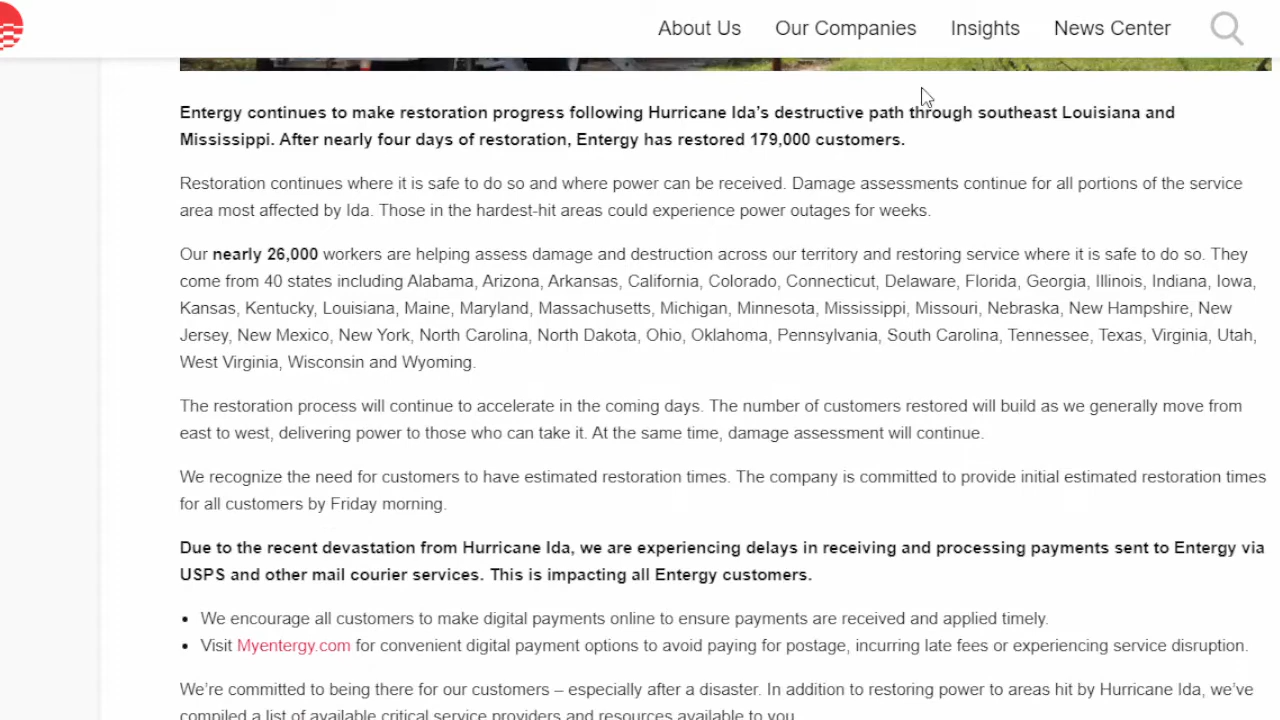 About Us Our Companies Insights News Center
Entergy continues to make restoration progress following Hurricane Ida's destructive path through southeast Louisiana and
Mississippi. After nearly four days of restoration, Entergy has restored 179,000 customers.
Restoration continues where it is safe to do so and where power can be received. Damage assessments continue for all portions of the service
area most affected by Ida. Those in the hardest-hit areas could experience power outages for weeks.
Our nearly 26,000 workers are helping assess damage and destruction across our territory and restoring service where it is safe to do so. They
come from 40 states including Alabama, Arizona, Arkansas, California, Colorado, Connecticut, Delaware, Florida, Georgia, Illinois, Indiana, Iowa,
Kansas, Kentucky, Louisiana, Maine, Maryland, Massachusetts, Michigan, Minnesota, Mississippi, Missouri, Nebraska, New Hampshire, New
Jersey, New Mexico, New York, North Carolina, North Dakota, Ohio, Oklahoma, Pennsylvania, South Carolina, Tennessee, Texas, Virginia, Utah,
West Virginia, Wisconsin and Wyoming.
The restoration process will continue to accelerate in the coming days. The number of customers restored will build as we generally move from
east to west, delivering power to those who can take it. At the same time, damage assessment will continue.
We recognize the need for customers to have estimated restoration times. The company is committed to provide initial estimated restoration times
for all customers by Friday morning.
Due to the recent devastation from Hurricane Ida, we are experiencing delays in receiving and processing payments sent to Entergy via
USPS and other mail courier services. This is impacting all Entergy customers.
• We encourage all customers to make digital payments online to ensure payments are received and applied timely.
• Visit Myentergy.com for convenient digital payment options to avoid paying for postage, incurring late fees or experiencing service disruption.
We're committed to being there for our customers – especially after a disaster. In addition to restoring power to areas hit by Hurricane Ida, we've
compiled a list of available critical service providers and resources available to you